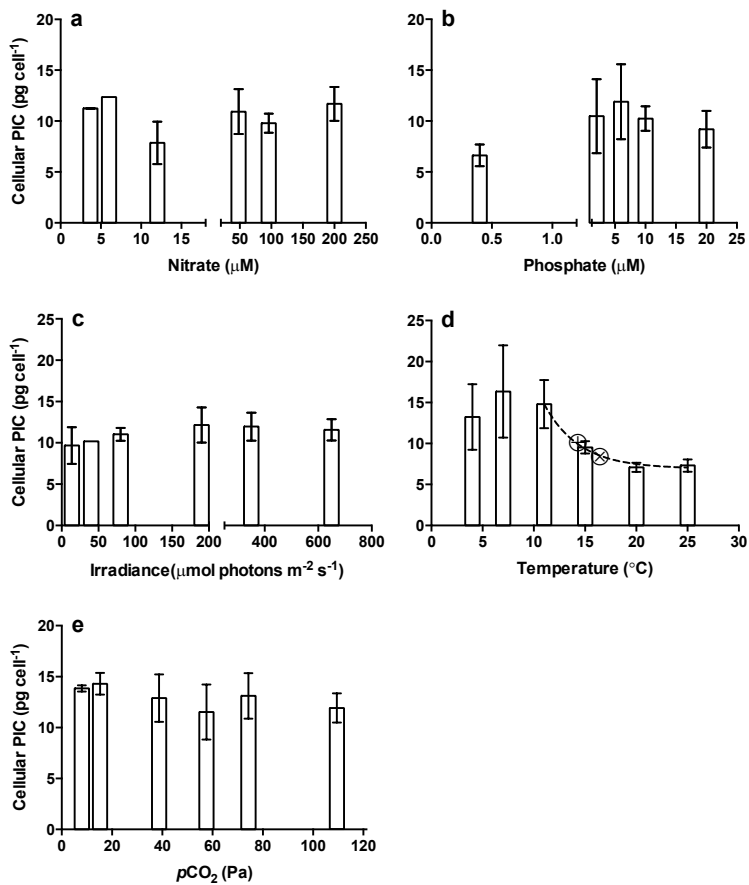 a
Cellular PIC (pg cell-1)
20
15
10
5
0
0 5 10 15 50 100 150 200 250
Nitrate (μM)
b
20
15
10
5
0
0.0 0.5 1.0 5 10 15 20 25
Phosphate (μM)
c
Cellular PIC (pg cell-1)
25
20
15
10
5
0
0 50 100 150 200 400 600 800
Irradiance(μmol photons m-2 s-1)
d
25
20
15
10
5
0
0 5 10 15 20 25 30
Temperature (°C)
e
Cellular PIC (pg cell-1)
20
15
10
5
0
0 20 40 60 80 100 120
pCO2 (Pa)